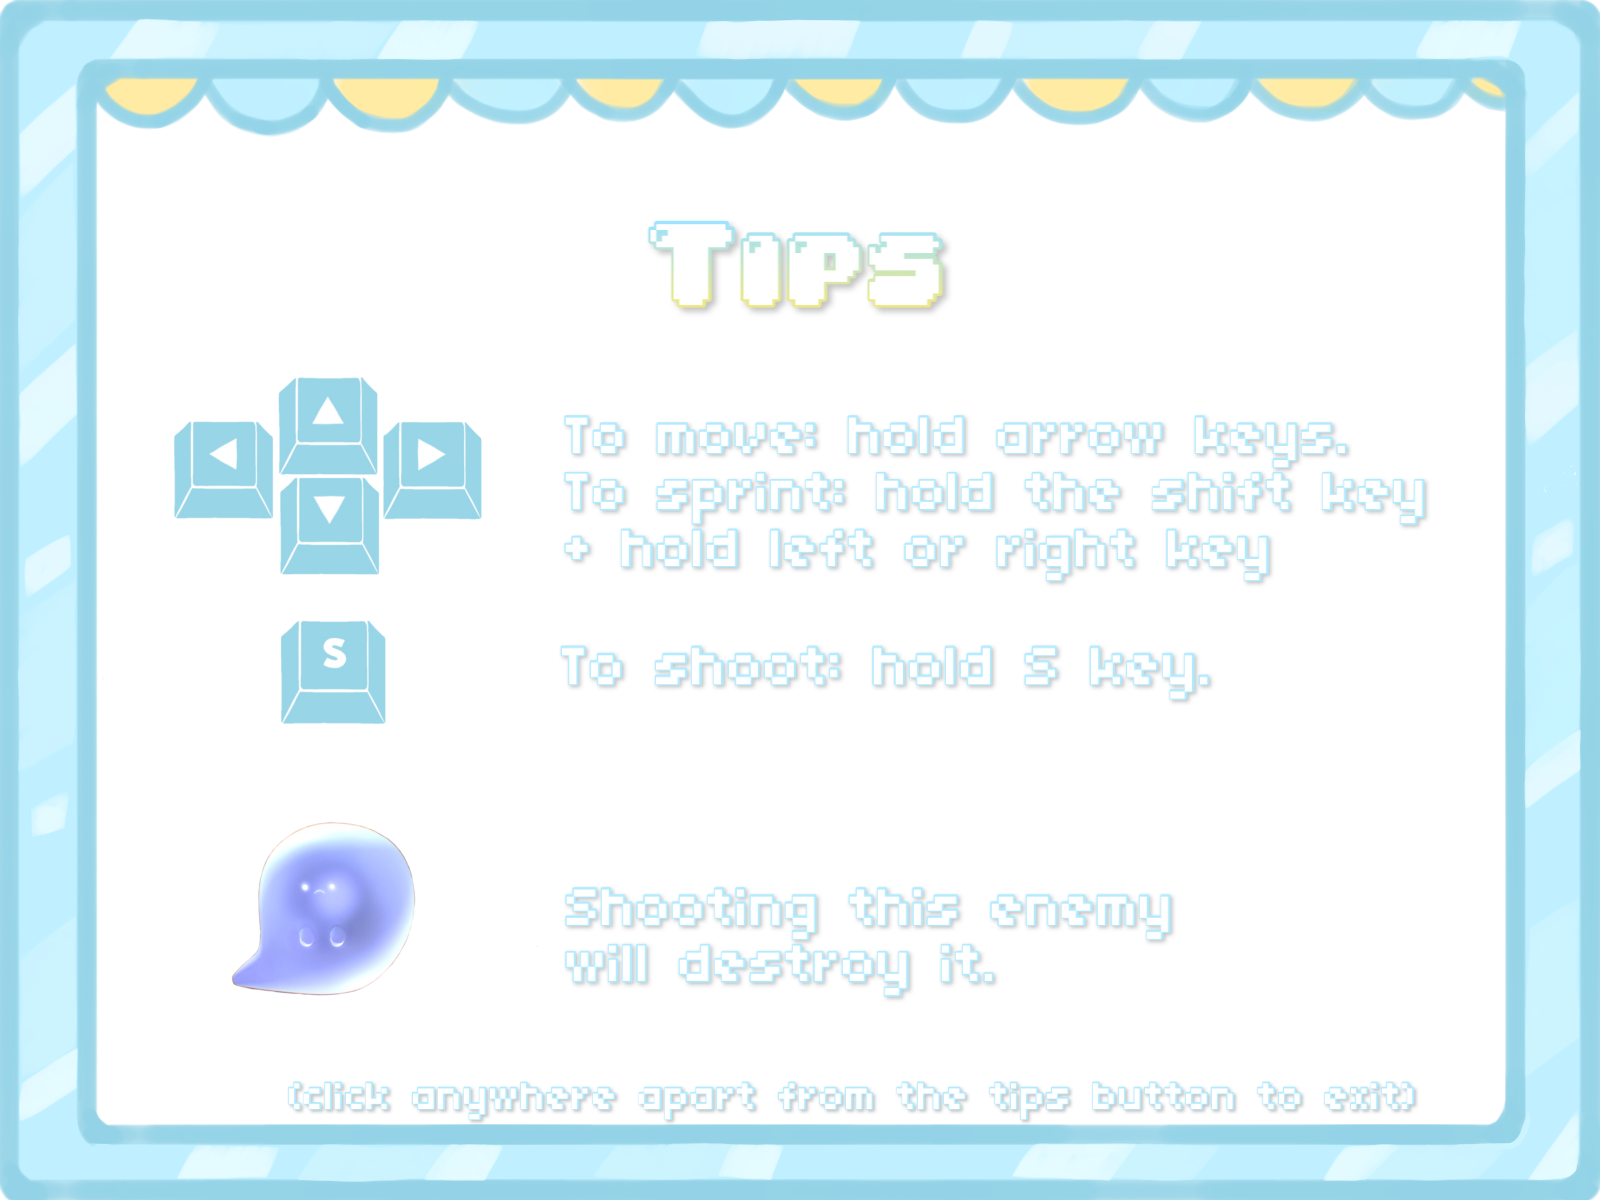 Tips
To move: hold arrow keys.
To sprint: hold the shift key
+ hold left or right key
S
To shoot: hold S key.
Shooting this enemy
will destroy it.
(click anywhere apart from the tips button to exit)